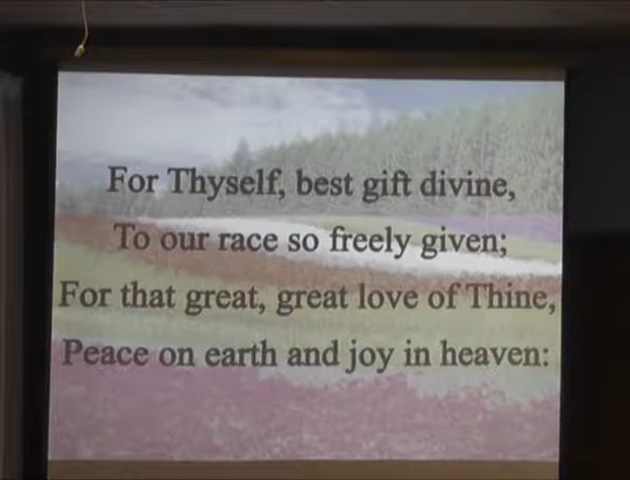 For Thyself, best gift divine,
To our race so freely given;
For that great, great love of Thine,
Peace on earth and joy in heaven: